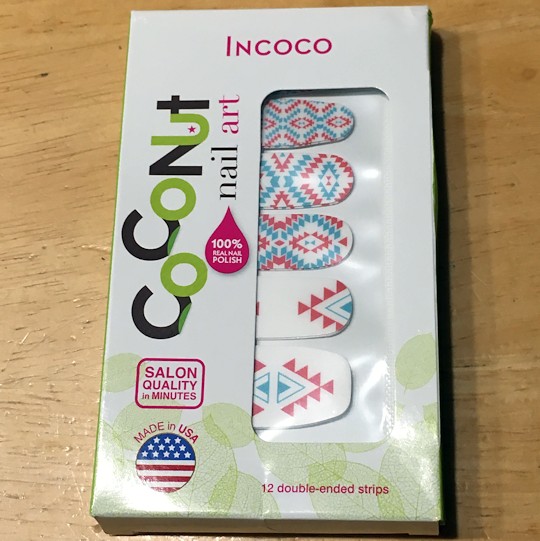 INCOCO
CoCoNut
nail art
100%
REAL NAIL
POLISH
SALON
QUALITY
in MINUTES
MADE in USA
12 double-ended strips